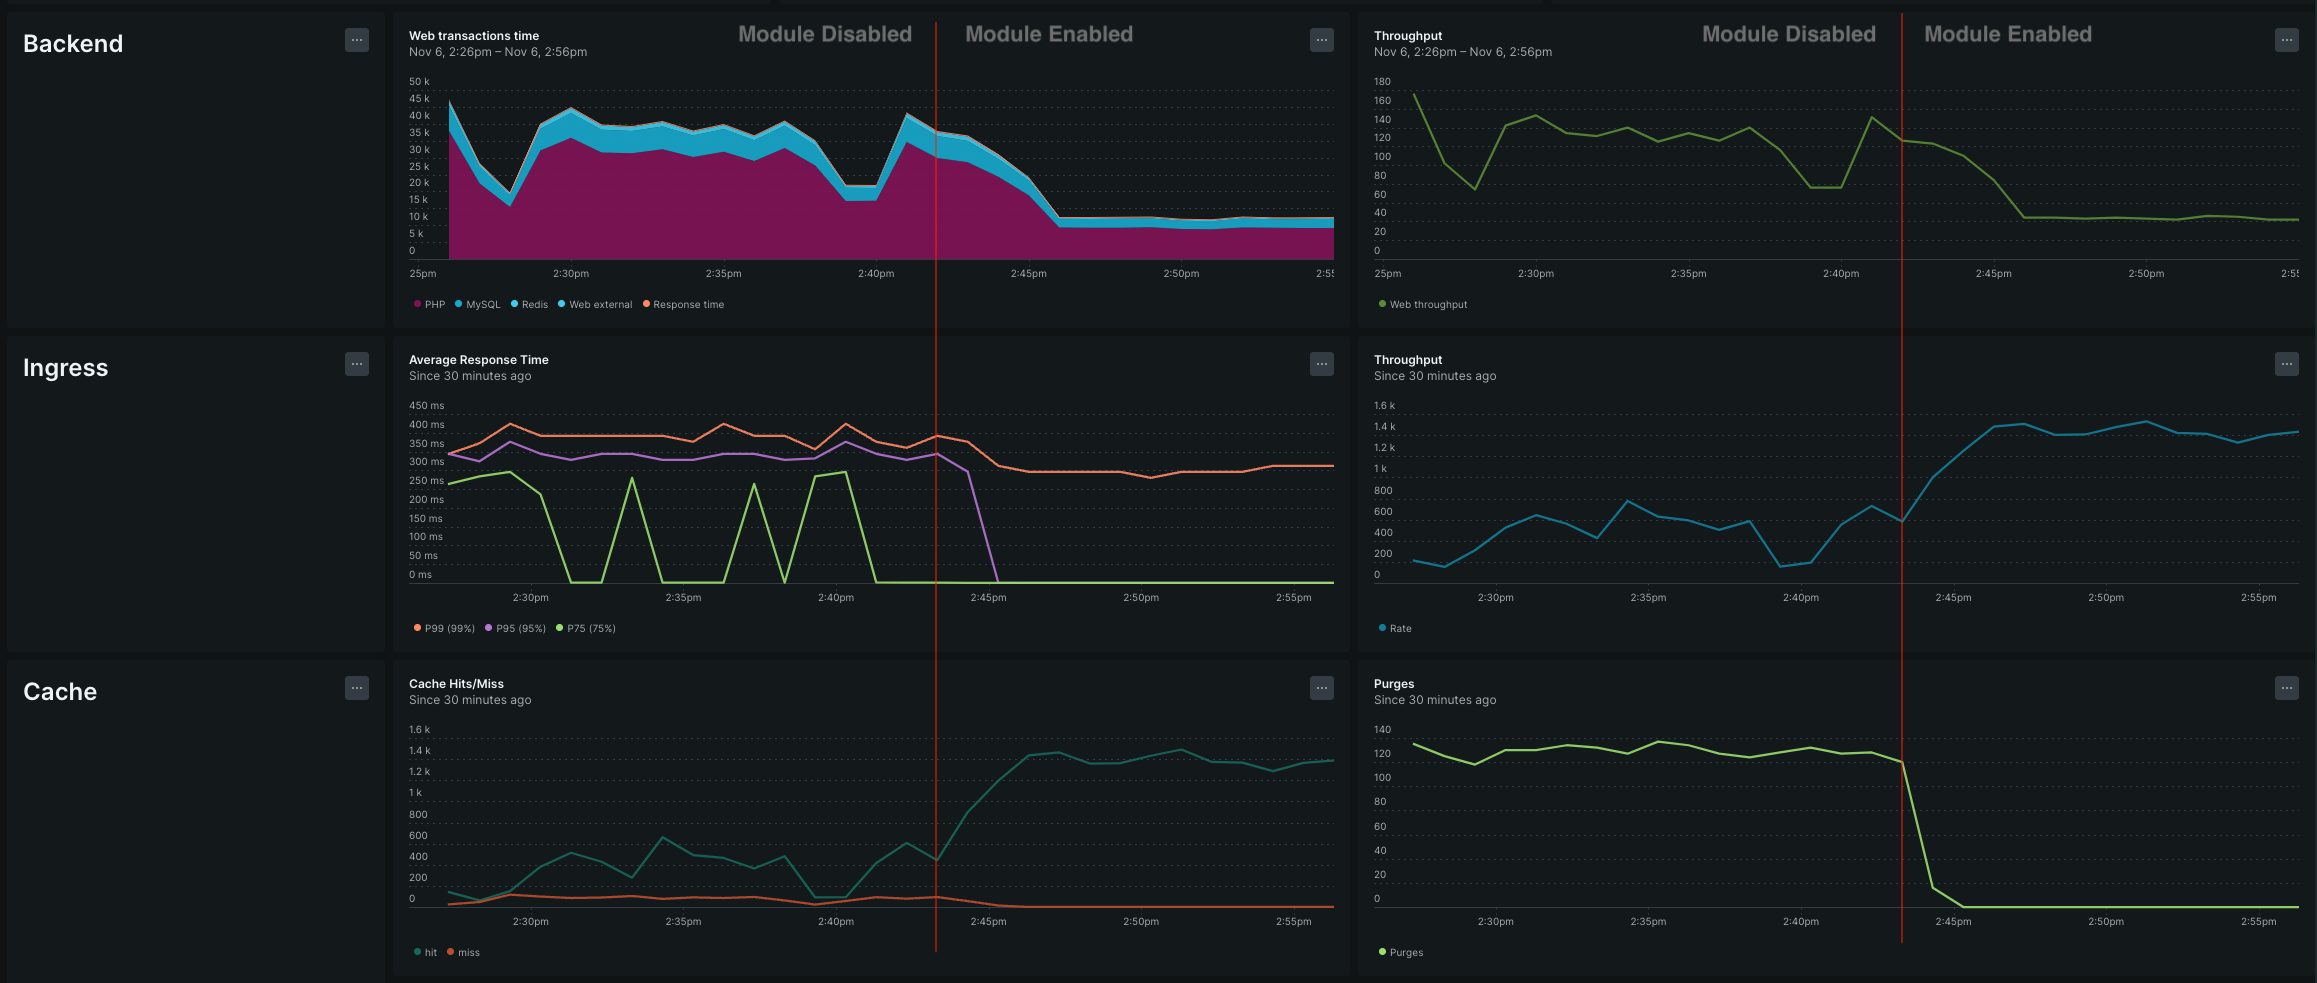 Backend
Web transactions time
Nov 6, 2:26pm – Nov 6, 2:56pm
Module Disabled
Module Enabled
50 k
45 k
40 k
35 k
30 k
25 k
20 k
15 k
10 k
5 k
0
25pm 2:30pm 2:35pm 2:40pm 2:45pm 2:50pm 2:55
PHP MySQL Redis Web external Response time
Throughput
Nov 6, 2:26pm – Nov 6, 2:56pm
Module Disabled
Module Enabled
180
160
140
120
100
80
60
40
20
0
25pm 2:30pm 2:35pm 2:40pm 2:45pm 2:50pm 2:55
Web throughput
Ingress
Average Response Time
Since 30 minutes ago
450 ms
400 ms
350 ms
300 ms
250 ms
200 ms
150 ms
100 ms
50 ms
0 ms
2:30pm 2:35pm 2:40pm 2:45pm 2:50pm 2:55pm
P99 (99%) P95 (95%) P75 (75%)
Throughput
Since 30 minutes ago
1.6 k
1.4 k
1.2 k
1 k
800
600
400
200
0
2:30pm 2:35pm 2:40pm 2:45pm 2:50pm 2:55pm
Rate
Cache
Cache Hits/Miss
Since 30 minutes ago
1.6 k
1.4 k
1.2 k
1 k
800
600
400
200
0
2:30pm 2:35pm 2:40pm 2:45pm 2:50pm 2:55pm
hit miss
Purges
Since 30 minutes ago
140
120
100
80
60
40
20
0
2:30pm 2:35pm 2:40pm 2:45pm 2:50pm 2:55pm
Purges